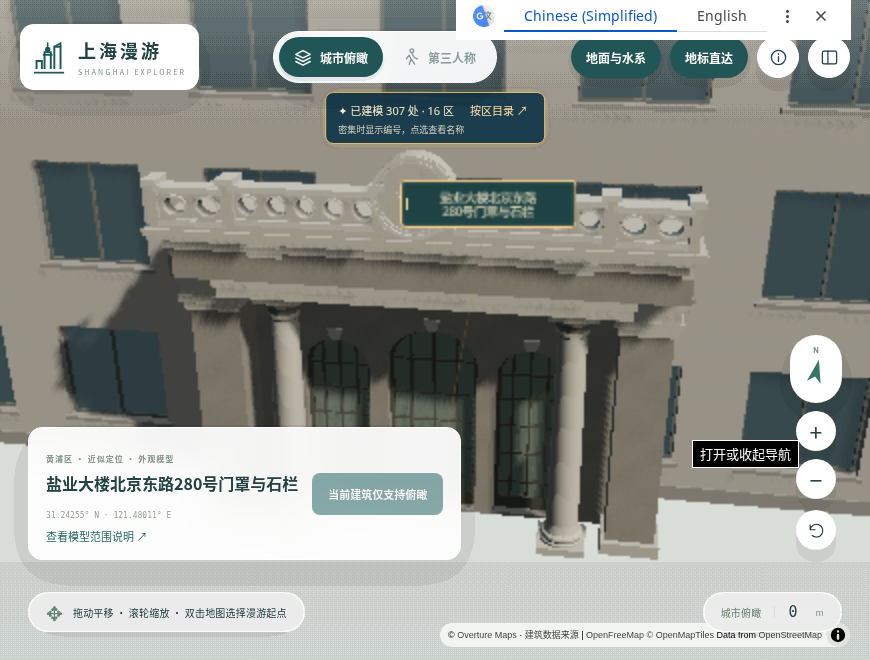 Chinese (Simplified)
English
上海漫游
SHANGHAI EXPLORER
城市俯瞰
第三人称
地面与水系
地标直达
✦ 已建模 307 处 · 16 区
按区目录 ↗
密集时显示编号，点选查看名称
盐业大楼北京东路
280号门罩与石栏
N
打开或收起导航
黄浦区 · 近似定位 · 外观模型
盐业大楼北京东路280号门罩与石栏
当前建筑仅支持俯瞰
31.24255° N · 121.48011° E
查看模型范围说明 ↗
拖动平移 · 滚轮缩放 · 双击地图选择漫游起点
城市俯瞰
0 m
© Overture Maps · 建筑数据来源 | OpenFreeMap © OpenMapTiles Data from OpenStreetMap